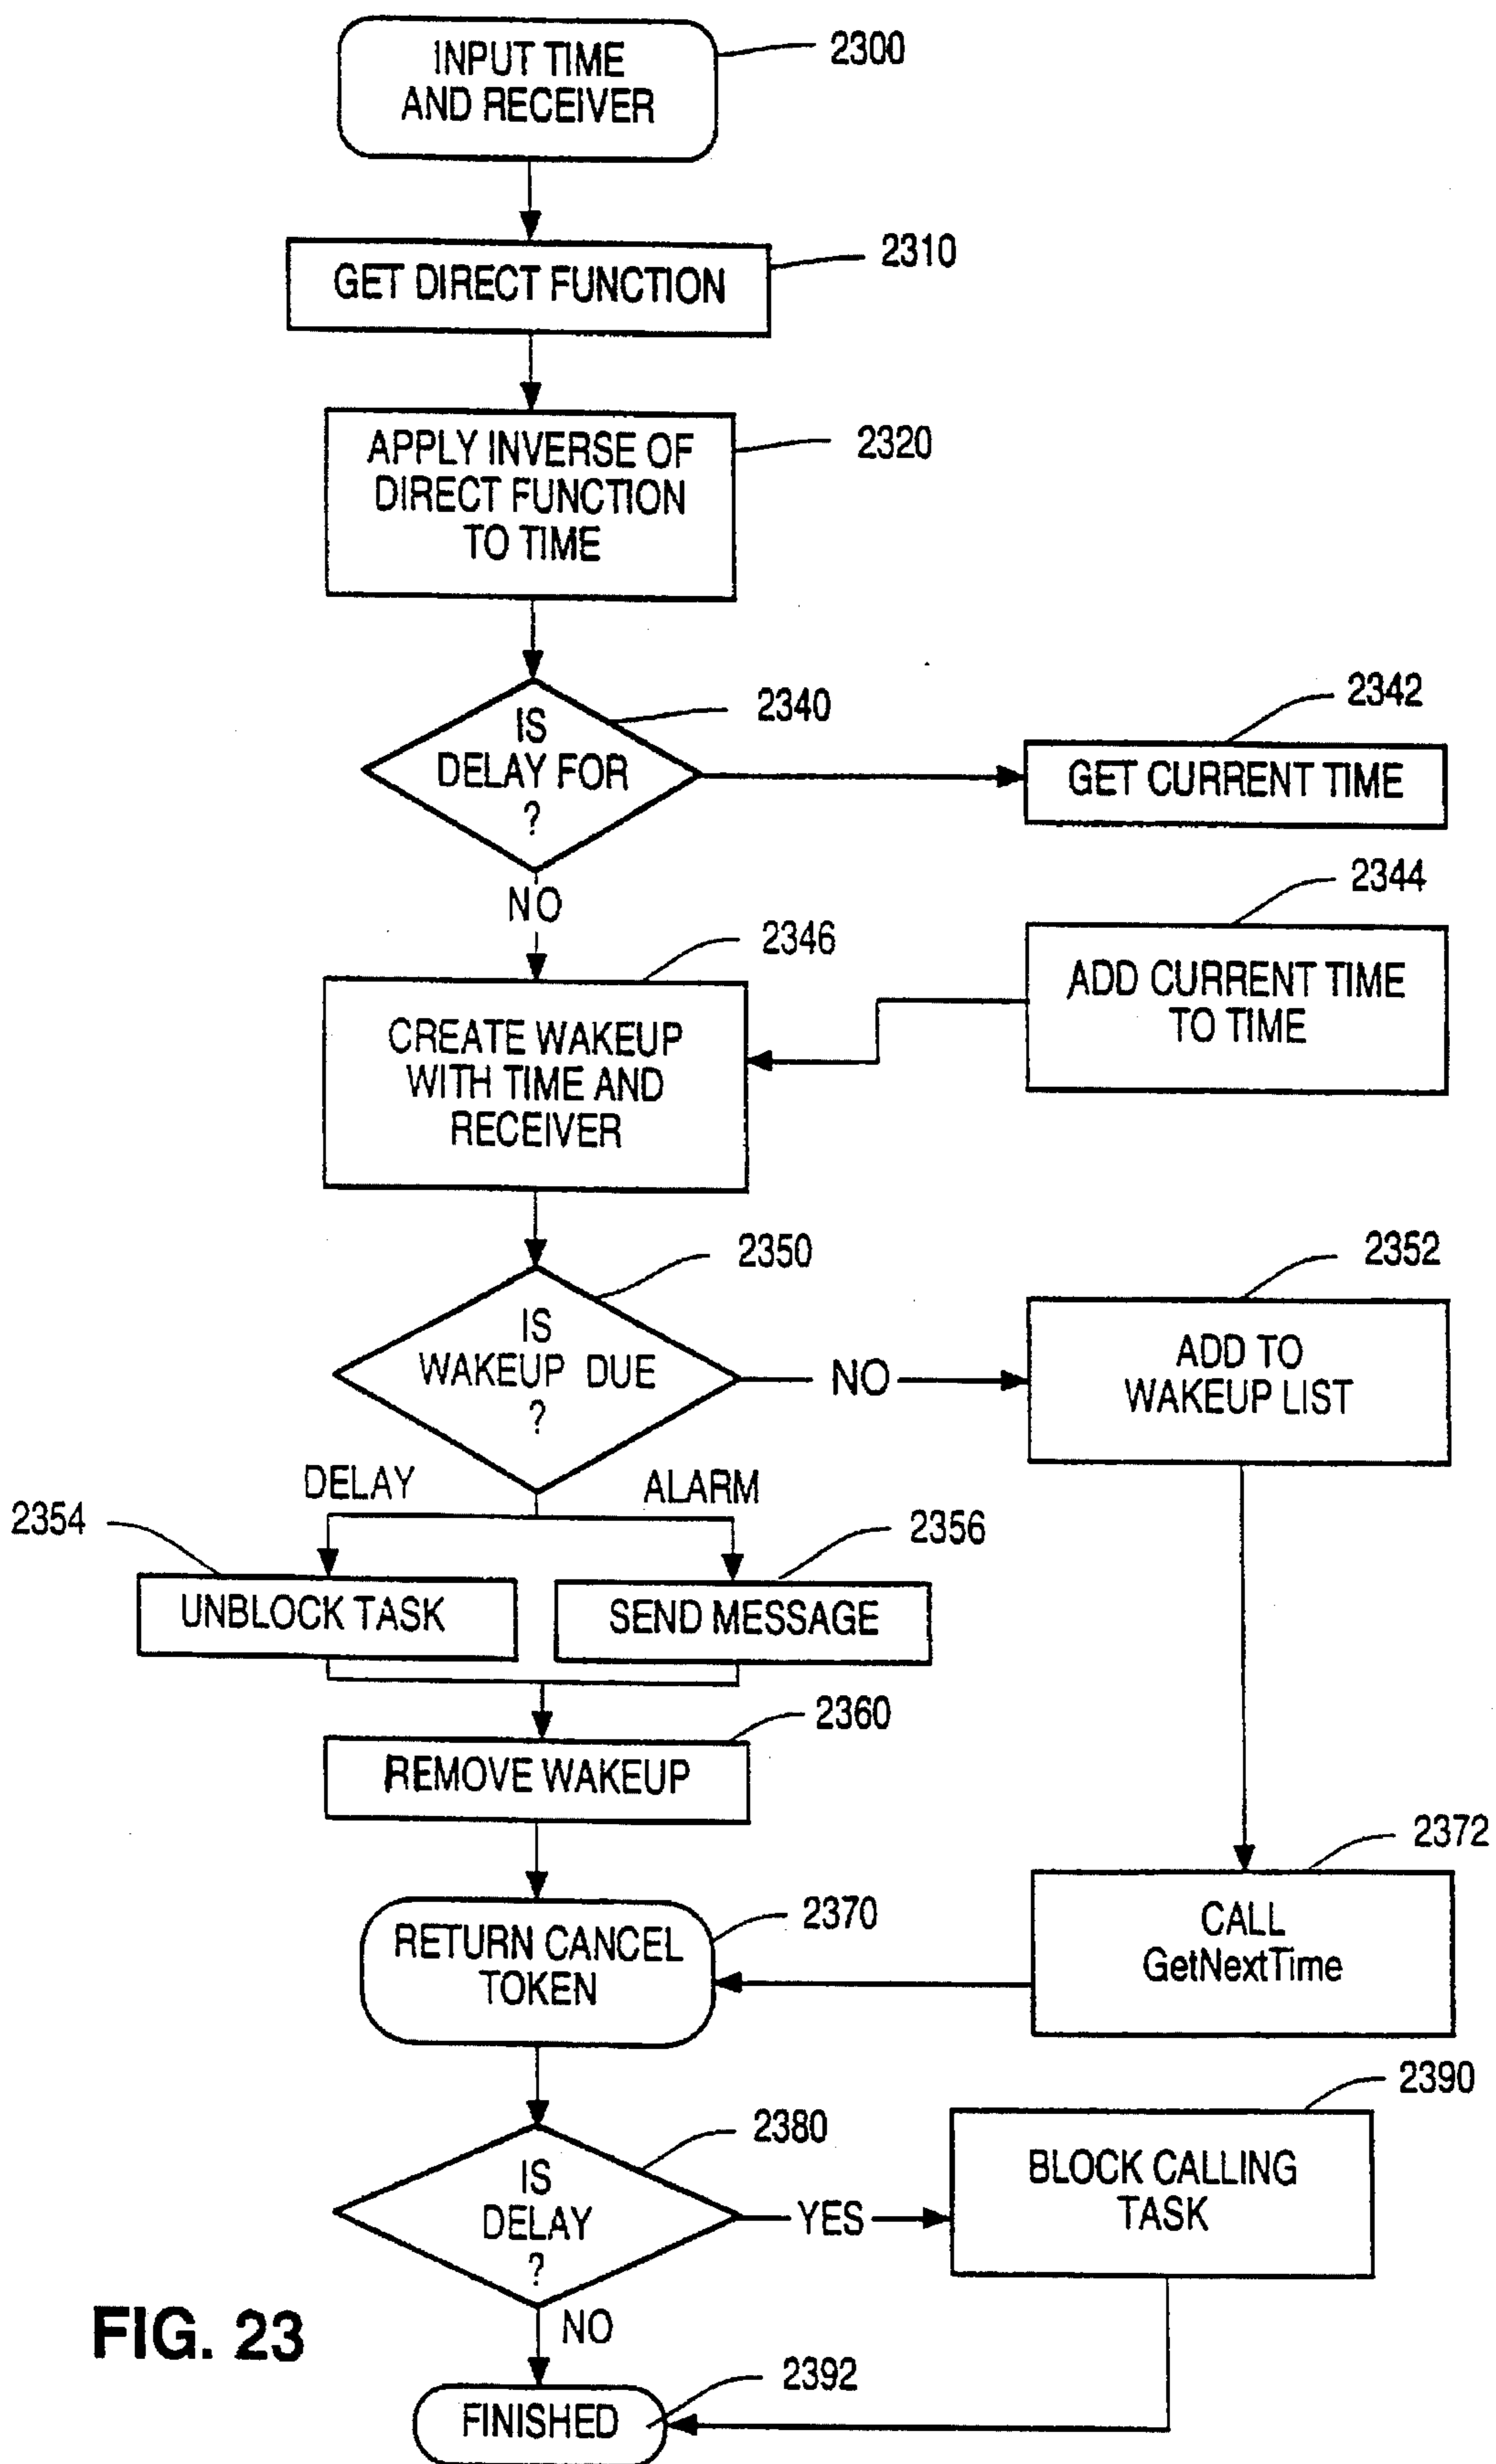 INPUT TIME
AND RECEIVER
2300
GET DIRECT FUNCTION
2310
APPLY INVERSE OF
DIRECT FUNCTION
TO TIME
2320
IS
DELAY FOR
?
2340
2342
GET CURRENT TIME
NO
2344
ADD CURRENT TIME
TO TIME
2346
CREATE WAKEUP
WITH TIME AND
RECEIVER
2350
IS
WAKEUP DUE
?
NO
2352
ADD TO
WAKEUP LIST
DELAY
ALARM
2354
UNBLOCK TASK
2356
SEND MESSAGE
2360
REMOVE WAKEUP
2372
CALL
GetNextTime
2370
RETURN CANCEL
TOKEN
2380
IS
DELAY
?
YES
2390
BLOCK CALLING
TASK
NO
2392
FINISHED
FIG. 23